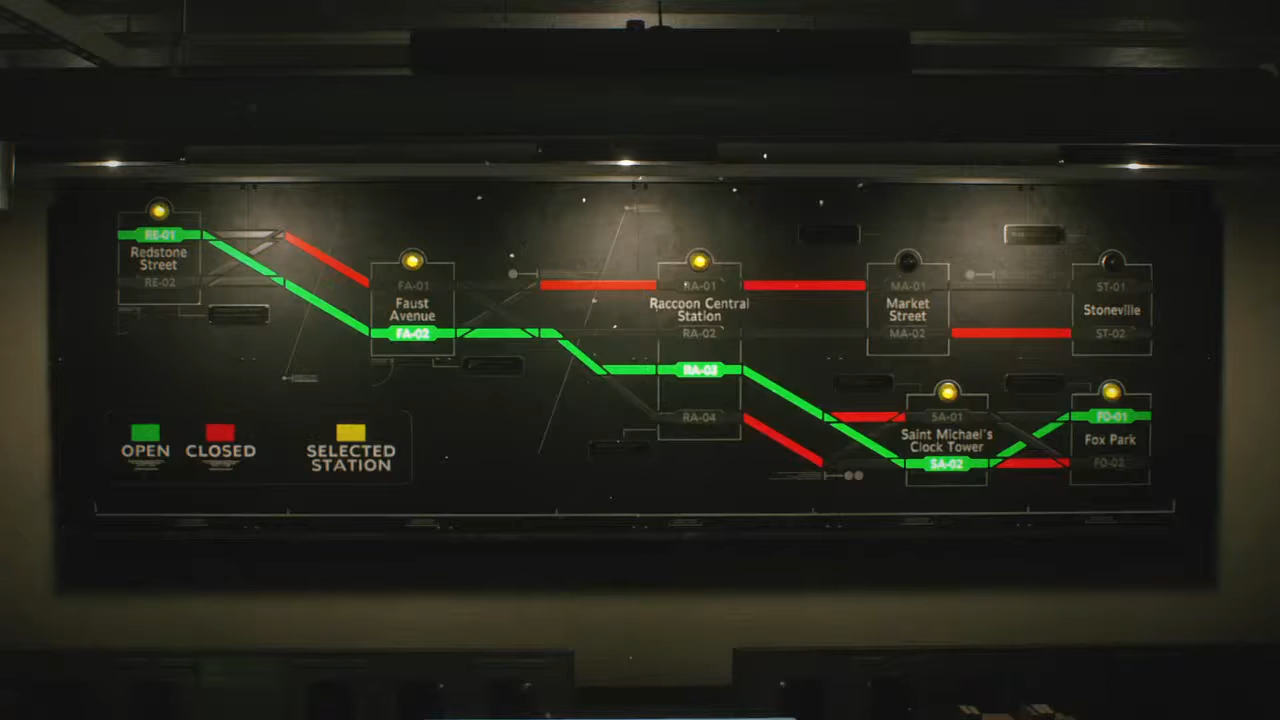 RE-01
Redstone
Street
RE-02
FA-01
Faust
Avenue
FA-02
RA-01
Raccoon Central
Station
RA-02
RA-03
RA-04
MA-01
Market
Street
MA-02
ST-01
Stoneville
ST-02
SA-01
Saint Michael's
Clock Tower
SA-02
FO-01
Fox Park
FO-02
OPEN
CLOSED
SELECTED
STATION